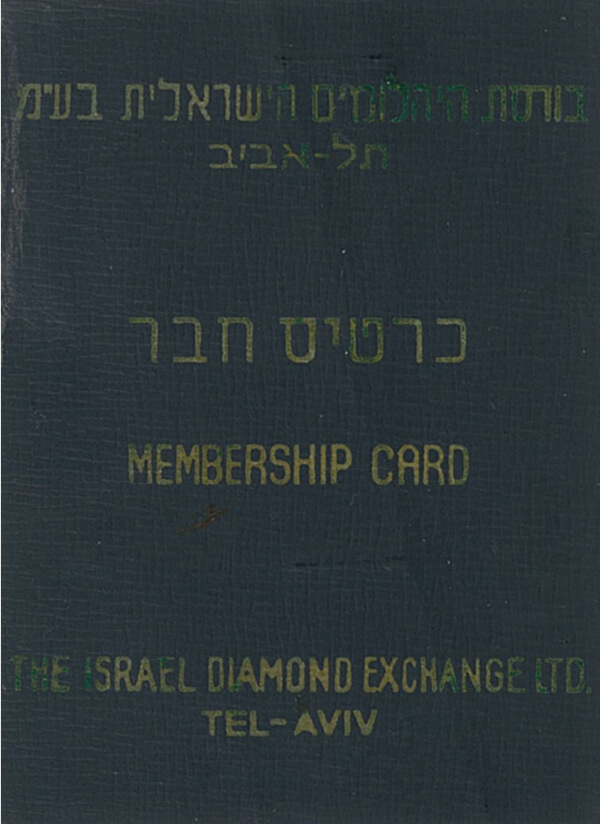 בורסת היהלומים הישראלית בע״מ
תל-אביב
כרטיס חבר
MEMBERSHIP CARD
THE ISRAEL DIAMOND EXCHANGE LTD.
TEL-AVIV